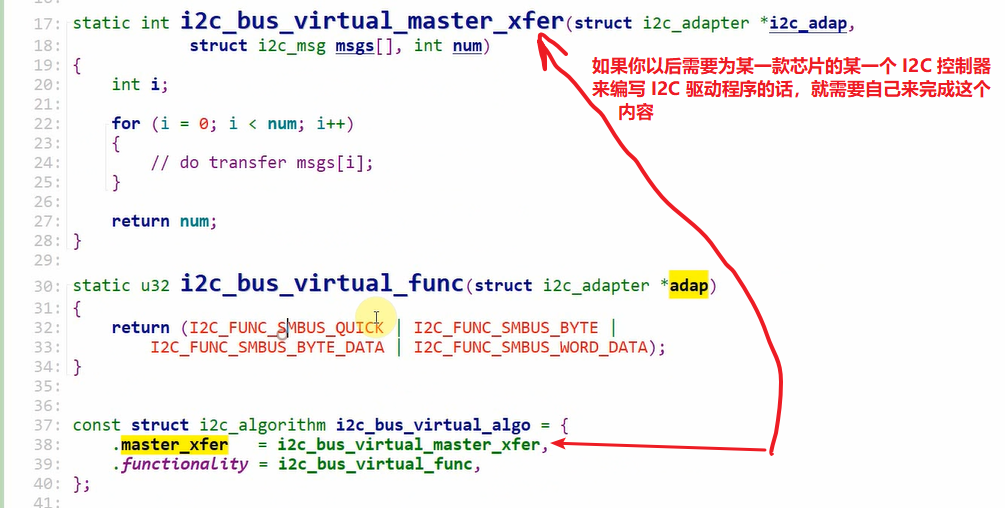 17: static int i2c_bus_virtual_master_xfer(struct i2c_adapter *i2c_adap,
18: struct i2c_msg msgs[], int num)
19: {
20: int i;
21:
22: for (i = 0; i < num; i++)
23: {
24: // do transfer msgs[i];
25: }
26:
27: return num;
28: }
29:
30: static u32 i2c_bus_virtual_func(struct i2c_adapter *adap)
31: {
32: return (I2C_FUNC_SMBUS_QUICK | I2C_FUNC_SMBUS_BYTE |
33: I2C_FUNC_SMBUS_BYTE_DATA | I2C_FUNC_SMBUS_WORD_DATA);
34: }
35:
36:
37: const struct i2c_algorithm i2c_bus_virtual_algo = {
38: .master_xfer = i2c_bus_virtual_master_xfer,
39: .functionality = i2c_bus_virtual_func,
40: };
41:
如果你以后需要为某一款芯片的某一个 I2C 控制器
来编写 I2C 驱动程序的话，就需要自己来完成这个
内容